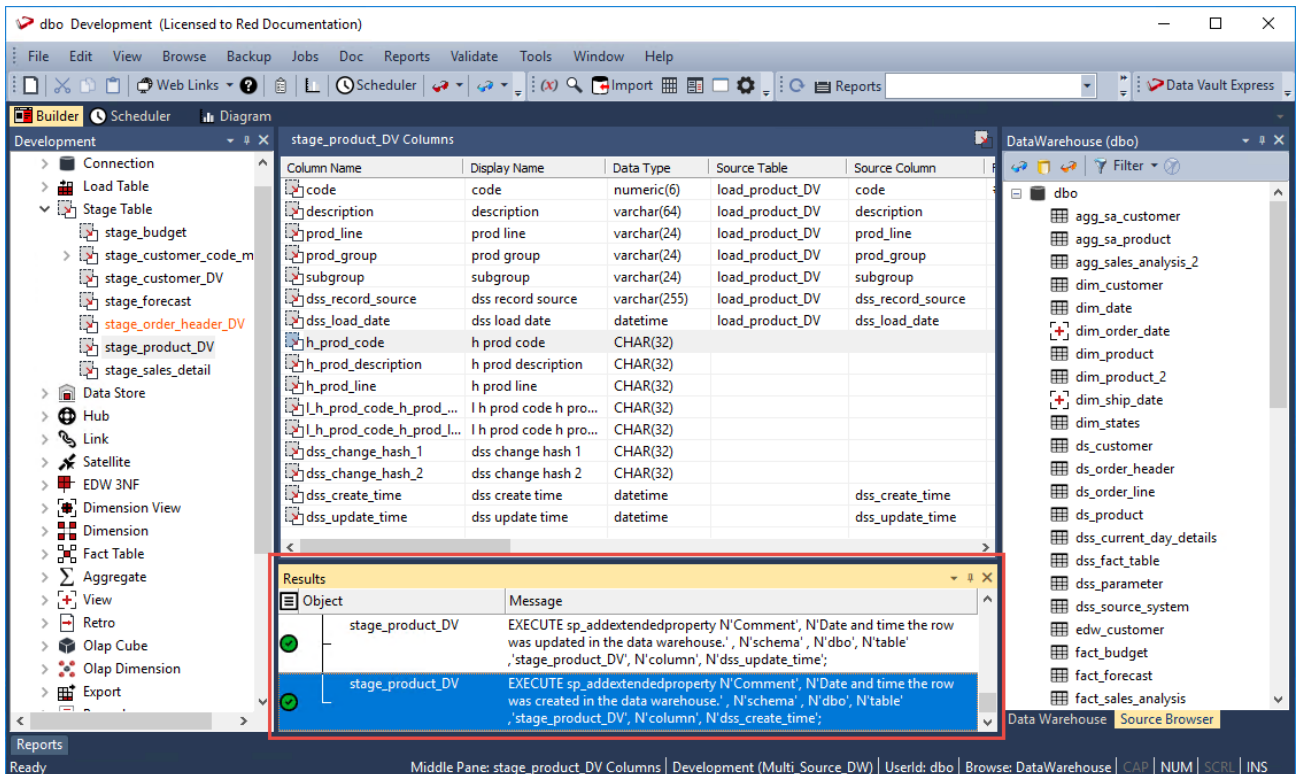 dbo Development (Licensed to Red Documentation)
File Edit View Browse Backup Jobs Doc Reports Validate Tools Window Help
Web Links Scheduler (x) Import Reports Data Vault Express
Builder Scheduler Diagram
Development
Connection
Load Table
Stage Table
stage_budget
stage_customer_code_m
stage_customer_DV
stage_forecast
stage_order_header_DV
stage_product_DV
stage_sales_detail
Data Store
Hub
Link
Satellite
EDW 3NF
Dimension View
Dimension
Fact Table
Aggregate
View
Retro
Olap Cube
Olap Dimension
Export
stage_product_DV Columns
Column Name Display Name Data Type Source Table Source Column
code code numeric(6) load_product_DV code
description description varchar(64) load_product_DV description
prod_line prod line varchar(24) load_product_DV prod_line
prod_group prod group varchar(24) load_product_DV prod_group
subgroup subgroup varchar(24) load_product_DV subgroup
dss_record_source dss record source varchar(255) load_product_DV dss_record_source
dss_load_date dss load date datetime load_product_DV dss_load_date
h_prod_code h prod code CHAR(32)
h_prod_description h prod description CHAR(32)
h_prod_line h prod line CHAR(32)
l_h_prod_code_h_prod_... l h prod code h pro... CHAR(32)
l_h_prod_code_h_prod_l... l h prod code h pro... CHAR(32)
dss_change_hash_1 dss change hash 1 CHAR(32)
dss_change_hash_2 dss change hash 2 CHAR(32)
dss_create_time dss create time datetime dss_create_time
dss_update_time dss update time datetime dss_update_time
Results
Object Message
stage_product_DV EXECUTE sp_addextendedproperty N'Comment', N'Date and time the row
was updated in the data warehouse.' , N'schema' , N'dbo', N'table'
,'stage_product_DV', N'column', N'dss_update_time';
stage_product_DV EXECUTE sp_addextendedproperty N'Comment', N'Date and time the row
was created in the data warehouse.' , N'schema' , N'dbo', N'table'
,'stage_product_DV', N'column', N'dss_create_time';
DataWarehouse (dbo)
Filter
dbo
agg_sa_customer
agg_sa_product
agg_sales_analysis_2
dim_customer
dim_date
dim_order_date
dim_product
dim_product_2
dim_ship_date
dim_states
ds_customer
ds_order_header
ds_order_line
ds_product
dss_current_day_details
dss_fact_table
dss_parameter
dss_source_system
edw_customer
fact_budget
fact_forecast
fact_sales_analysis
Data Warehouse Source Browser
Reports
Ready Middle Pane: stage_product_DV Columns Development (Multi_Source_DW) UserId: dbo Browse: DataWarehouse CAP NUM SCRL INS